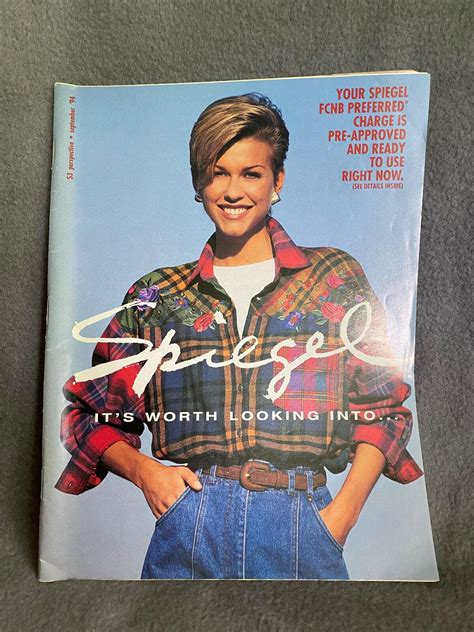 $3 perspective • september '94
YOUR SPIEGEL
FCNB PREFERRED®
CHARGE IS
PRE-APPROVED
AND READY
TO USE
RIGHT NOW.
(SEE DETAILS INSIDE)
Spiegel
IT'S WORTH LOOKING INTO...